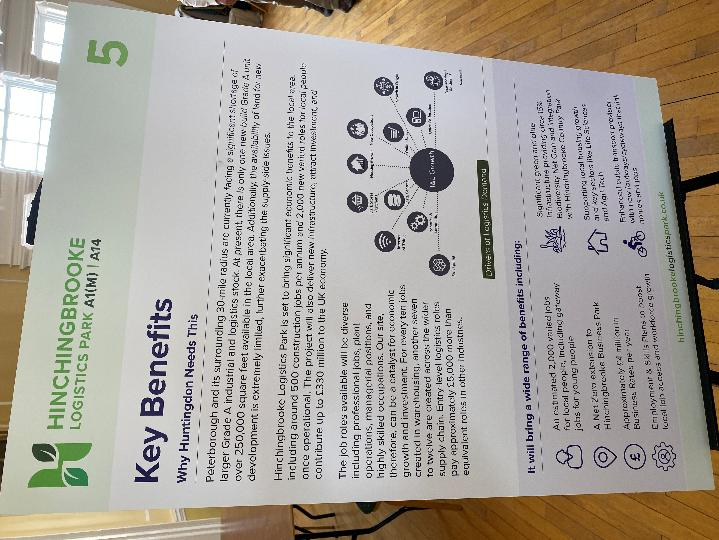 HINCHINGBROOKE
LOGISTICS PARK A1(M) | A14
5
Key Benefits
Why Huntingdon Needs This
Peterborough and its surrounding 30-mile radius are currently facing a significant shortage of
larger Grade A industrial and logistics stock. At present, there is only one new build Grade A unit
over 250,000 square feet available in the local area. Additionally, the availability of land for new
development is extremely limited, further exacerbating the supply-side issues.
Hinchingbrooke Logistics Park is set to bring significant economic benefits to the local area,
including around 500 construction jobs per annum and 2,000 new varied roles for local people
once operational. The project will also deliver new infrastructure, attract investment, and
contribute up to £330 million to the UK economy.
The job roles available will be diverse
including professional jobs, plant
operations, managerial positions, and
highly skilled occupations. Our site,
therefore, can be a catalyst for economic
growth and investment. For every ten jobs
created in warehousing, another seven
to twelve are created across the wider
supply chain. Entry level logistics roles
pay approximately £5,000 more than
equivalent roles in other industries.
Growth
Drivers of Logistics Demand
It will bring a wide range of benefits including:
An estimated 2,000 varied jobs
for local people, including gateway
jobs for young people
A Net Zero extension to
Hinchingbrooke Business Park
Approximately £4 million in
Business Rates per year
Employment & Skills Plans to boost
local job access and workforce growth
Significant green and blue
infrastructure providing over 15%
Biodiversity Net Gain and integration
with Hinchingbrooke Country Park
Supporting local housing growth
and key sectors like Life Sciences
and Agri-Tech
Enhanced public transport provision
with new
hinchingbrookelogisticspark.co.uk